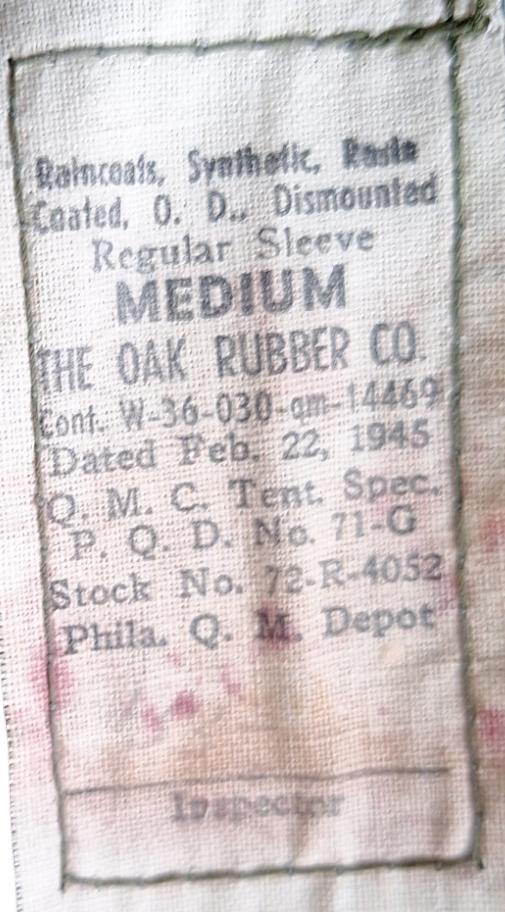 Raincoats, Synthetic, Resin
Coated, O. D., Dismounted
Regular Sleeve
MEDIUM
THE OAK RUBBER CO.
Cont. W-36-030-qm-14469
Dated Feb. 22, 1945
Q. M. C. Tent. Spec.
P. Q. D. No. 71-G
Stock No. 72-R-4052
Phila. Q. M. Depot
Inspector